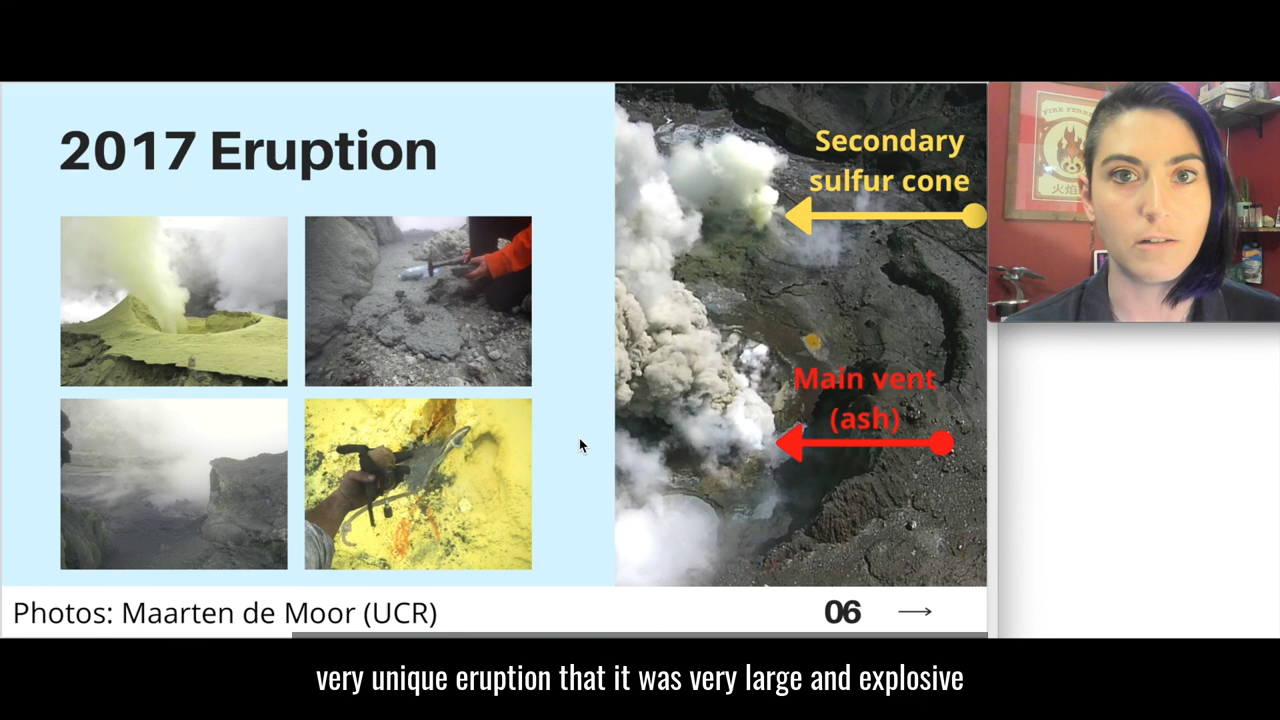 2017 Eruption
Secondary
sulfur cone
Main vent
(ash)
Photos: Maarten de Moor (UCR)
06
very unique eruption that it was very large and explosive